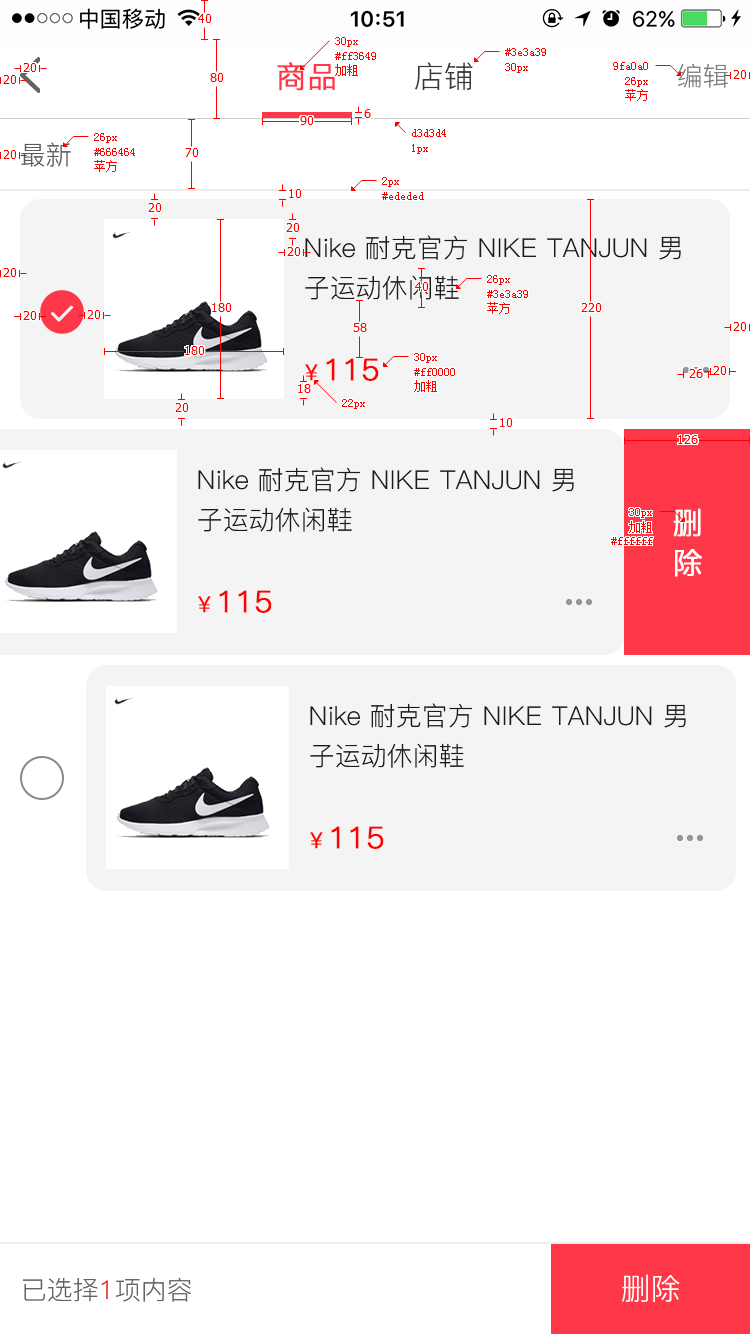 中国移动 10:51 62%
40
20
20
80
商品
30px
#ff3649
加粗
店铺
#3e3a39
30px
9fa0a0
26px
苹方
编辑
20
90
6
d3d3d4
1px
20
最新
26px
#666464
苹方
70
2px
#ededed
10
20
20
20
Nike 耐克官方 NIKE TANJUN 男
子运动休闲鞋
20
40
26px
#3e3a39
苹方
20
20
180
180
58
220
20
¥115
30px
#ff0000
加粗
26
20
18
22px
20
10
126
Nike 耐克官方 NIKE TANJUN 男
子运动休闲鞋
¥115
30px
加粗
#ffffff
删
除
Nike 耐克官方 NIKE TANJUN 男
子运动休闲鞋
¥115
已选择1项内容
删除